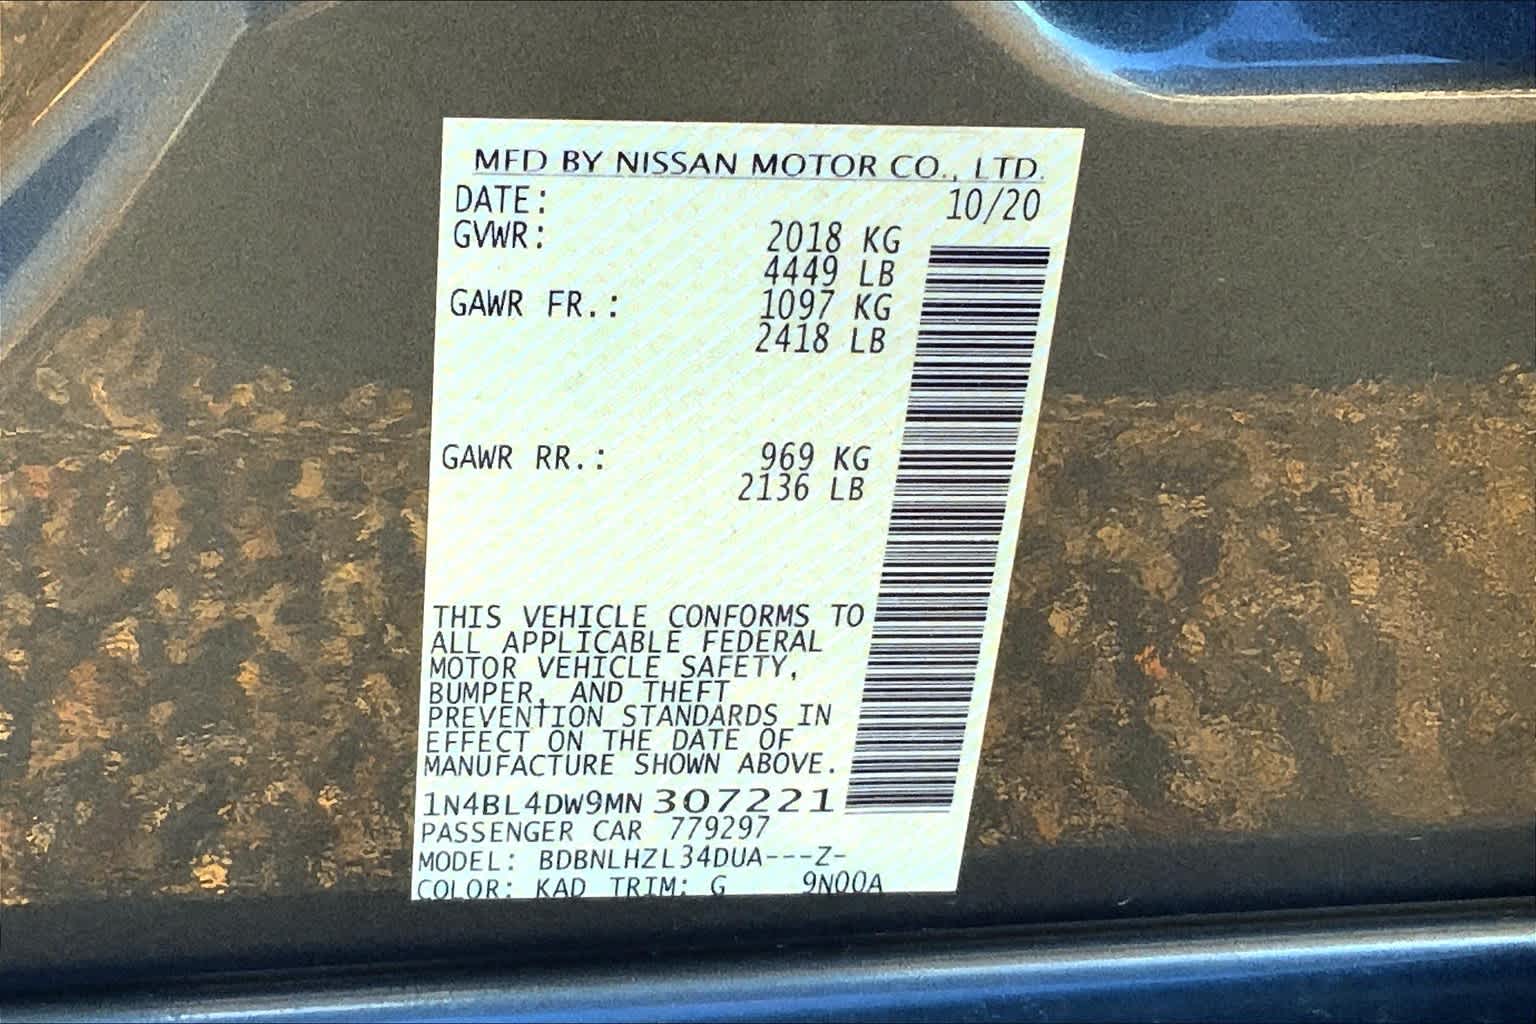 MFD BY NISSAN MOTOR CO., LTD.
DATE: 10/20
GVWR: 2018 KG
4449 LB
GAWR FR.: 1097 KG
2418 LB
GAWR RR.: 969 KG
2136 LB
THIS VEHICLE CONFORMS TO
ALL APPLICABLE FEDERAL
MOTOR VEHICLE SAFETY,
BUMPER, AND THEFT
PREVENTION STANDARDS IN
EFFECT ON THE DATE OF
MANUFACTURE SHOWN ABOVE.
1N4BL4DW9MN307221
PASSENGER CAR 779297
MODEL: BDBNLHZL34DUA---Z-
COLOR: KAD TRIM: G 9N00A